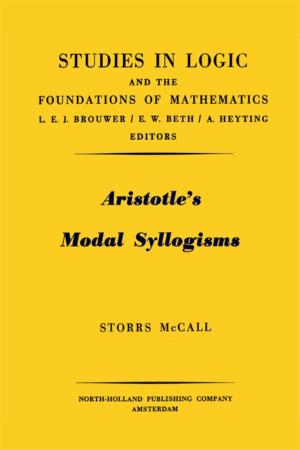 STUDIES IN LOGIC
AND THE
FOUNDATIONS OF MATHEMATICS
L. E. J. BROUWER / E. W. BETH / A. HEYTING
EDITORS
Aristotle's
Modal Syllogisms
STORRS McCALL
NORTH-HOLLAND PUBLISHING COMPANY
AMSTERDAM